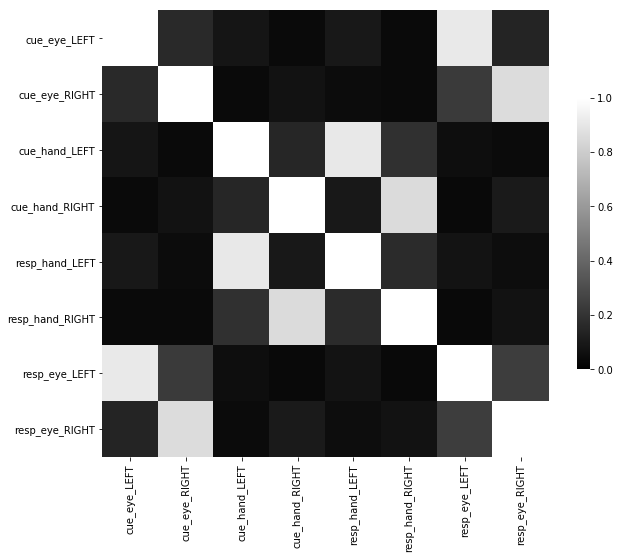 cue_eye_LEFT
cue_eye_RIGHT
cue_hand_LEFT
cue_hand_RIGHT
resp_hand_LEFT
resp_hand_RIGHT
resp_eye_LEFT
resp_eye_RIGHT
1.0
0.8
0.6
0.4
0.2
0.0
cue_eye_LEFT
cue_eye_RIGHT
cue_hand_LEFT
cue_hand_RIGHT
resp_hand_LEFT
resp_hand_RIGHT
resp_eye_LEFT
resp_eye_RIGHT